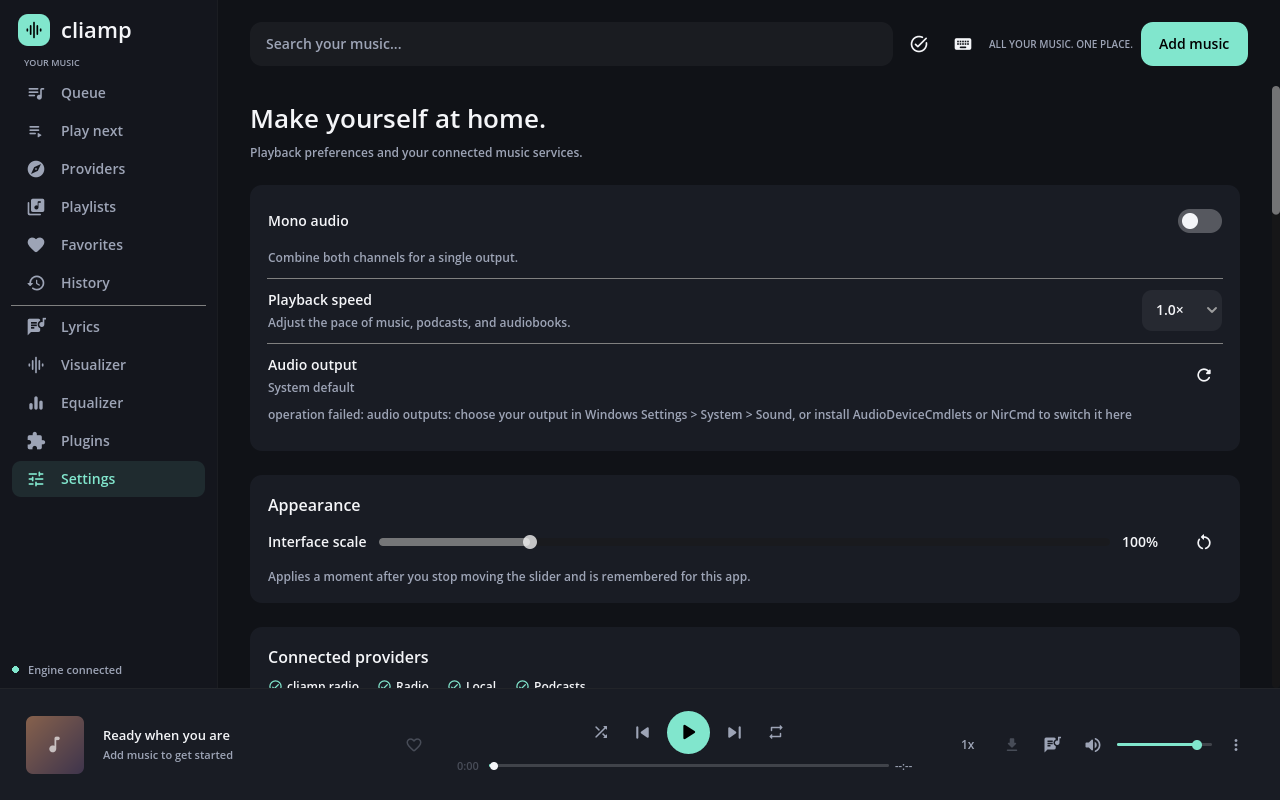 cliamp
YOUR MUSIC
Queue
Play next
Providers
Playlists
Favorites
History
Lyrics
Visualizer
Equalizer
Plugins
Settings
Engine connected
Search your music...
ALL YOUR MUSIC. ONE PLACE.
Add music
Make yourself at home.
Playback preferences and your connected music services.
Mono audio
Combine both channels for a single output.
Playback speed
Adjust the pace of music, podcasts, and audiobooks.
1.0×
Audio output
System default
operation failed: audio outputs: choose your output in Windows Settings > System > Sound, or install AudioDeviceCmdlets or NirCmd to switch it here
Appearance
Interface scale
100%
Applies a moment after you stop moving the slider and is remembered for this app.
Connected providers
cliamp radio Radio Local Podcasts
Ready when you are
Add music to get started
0:00
--:--
1x